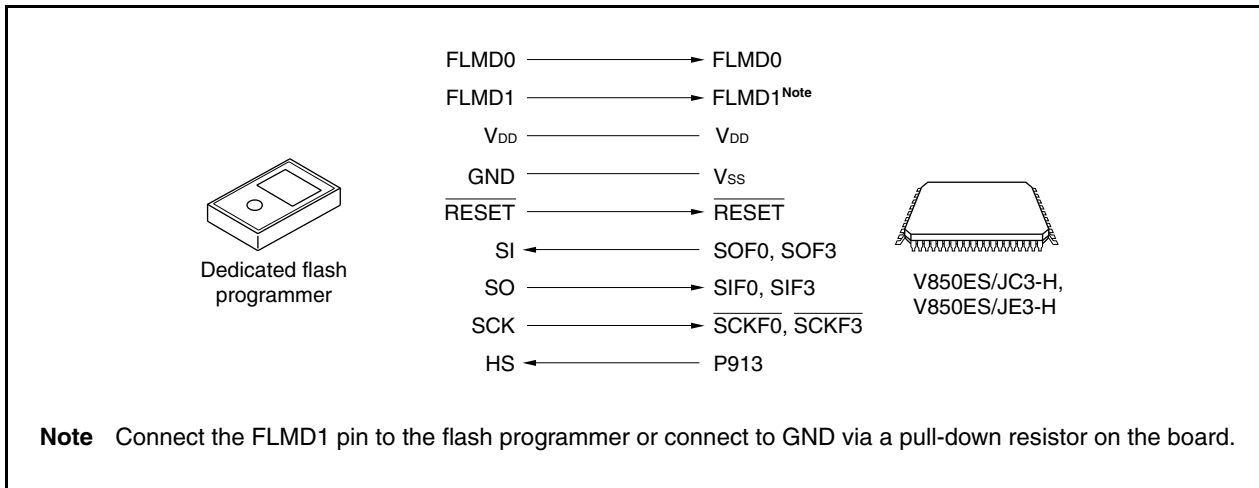 FLMD0 FLMD0
FLMD1 FLMD1Note
VDD VDD
GND VSS
RESET RESET
SI SOF0, SOF3
SO SIF0, SIF3
SCK SCKF0, SCKF3
HS P913
Dedicated flash
programmer
V850ES/JC3-H,
V850ES/JE3-H
Note Connect the FLMD1 pin to the flash programmer or connect to GND via a pull-down resistor on the board.